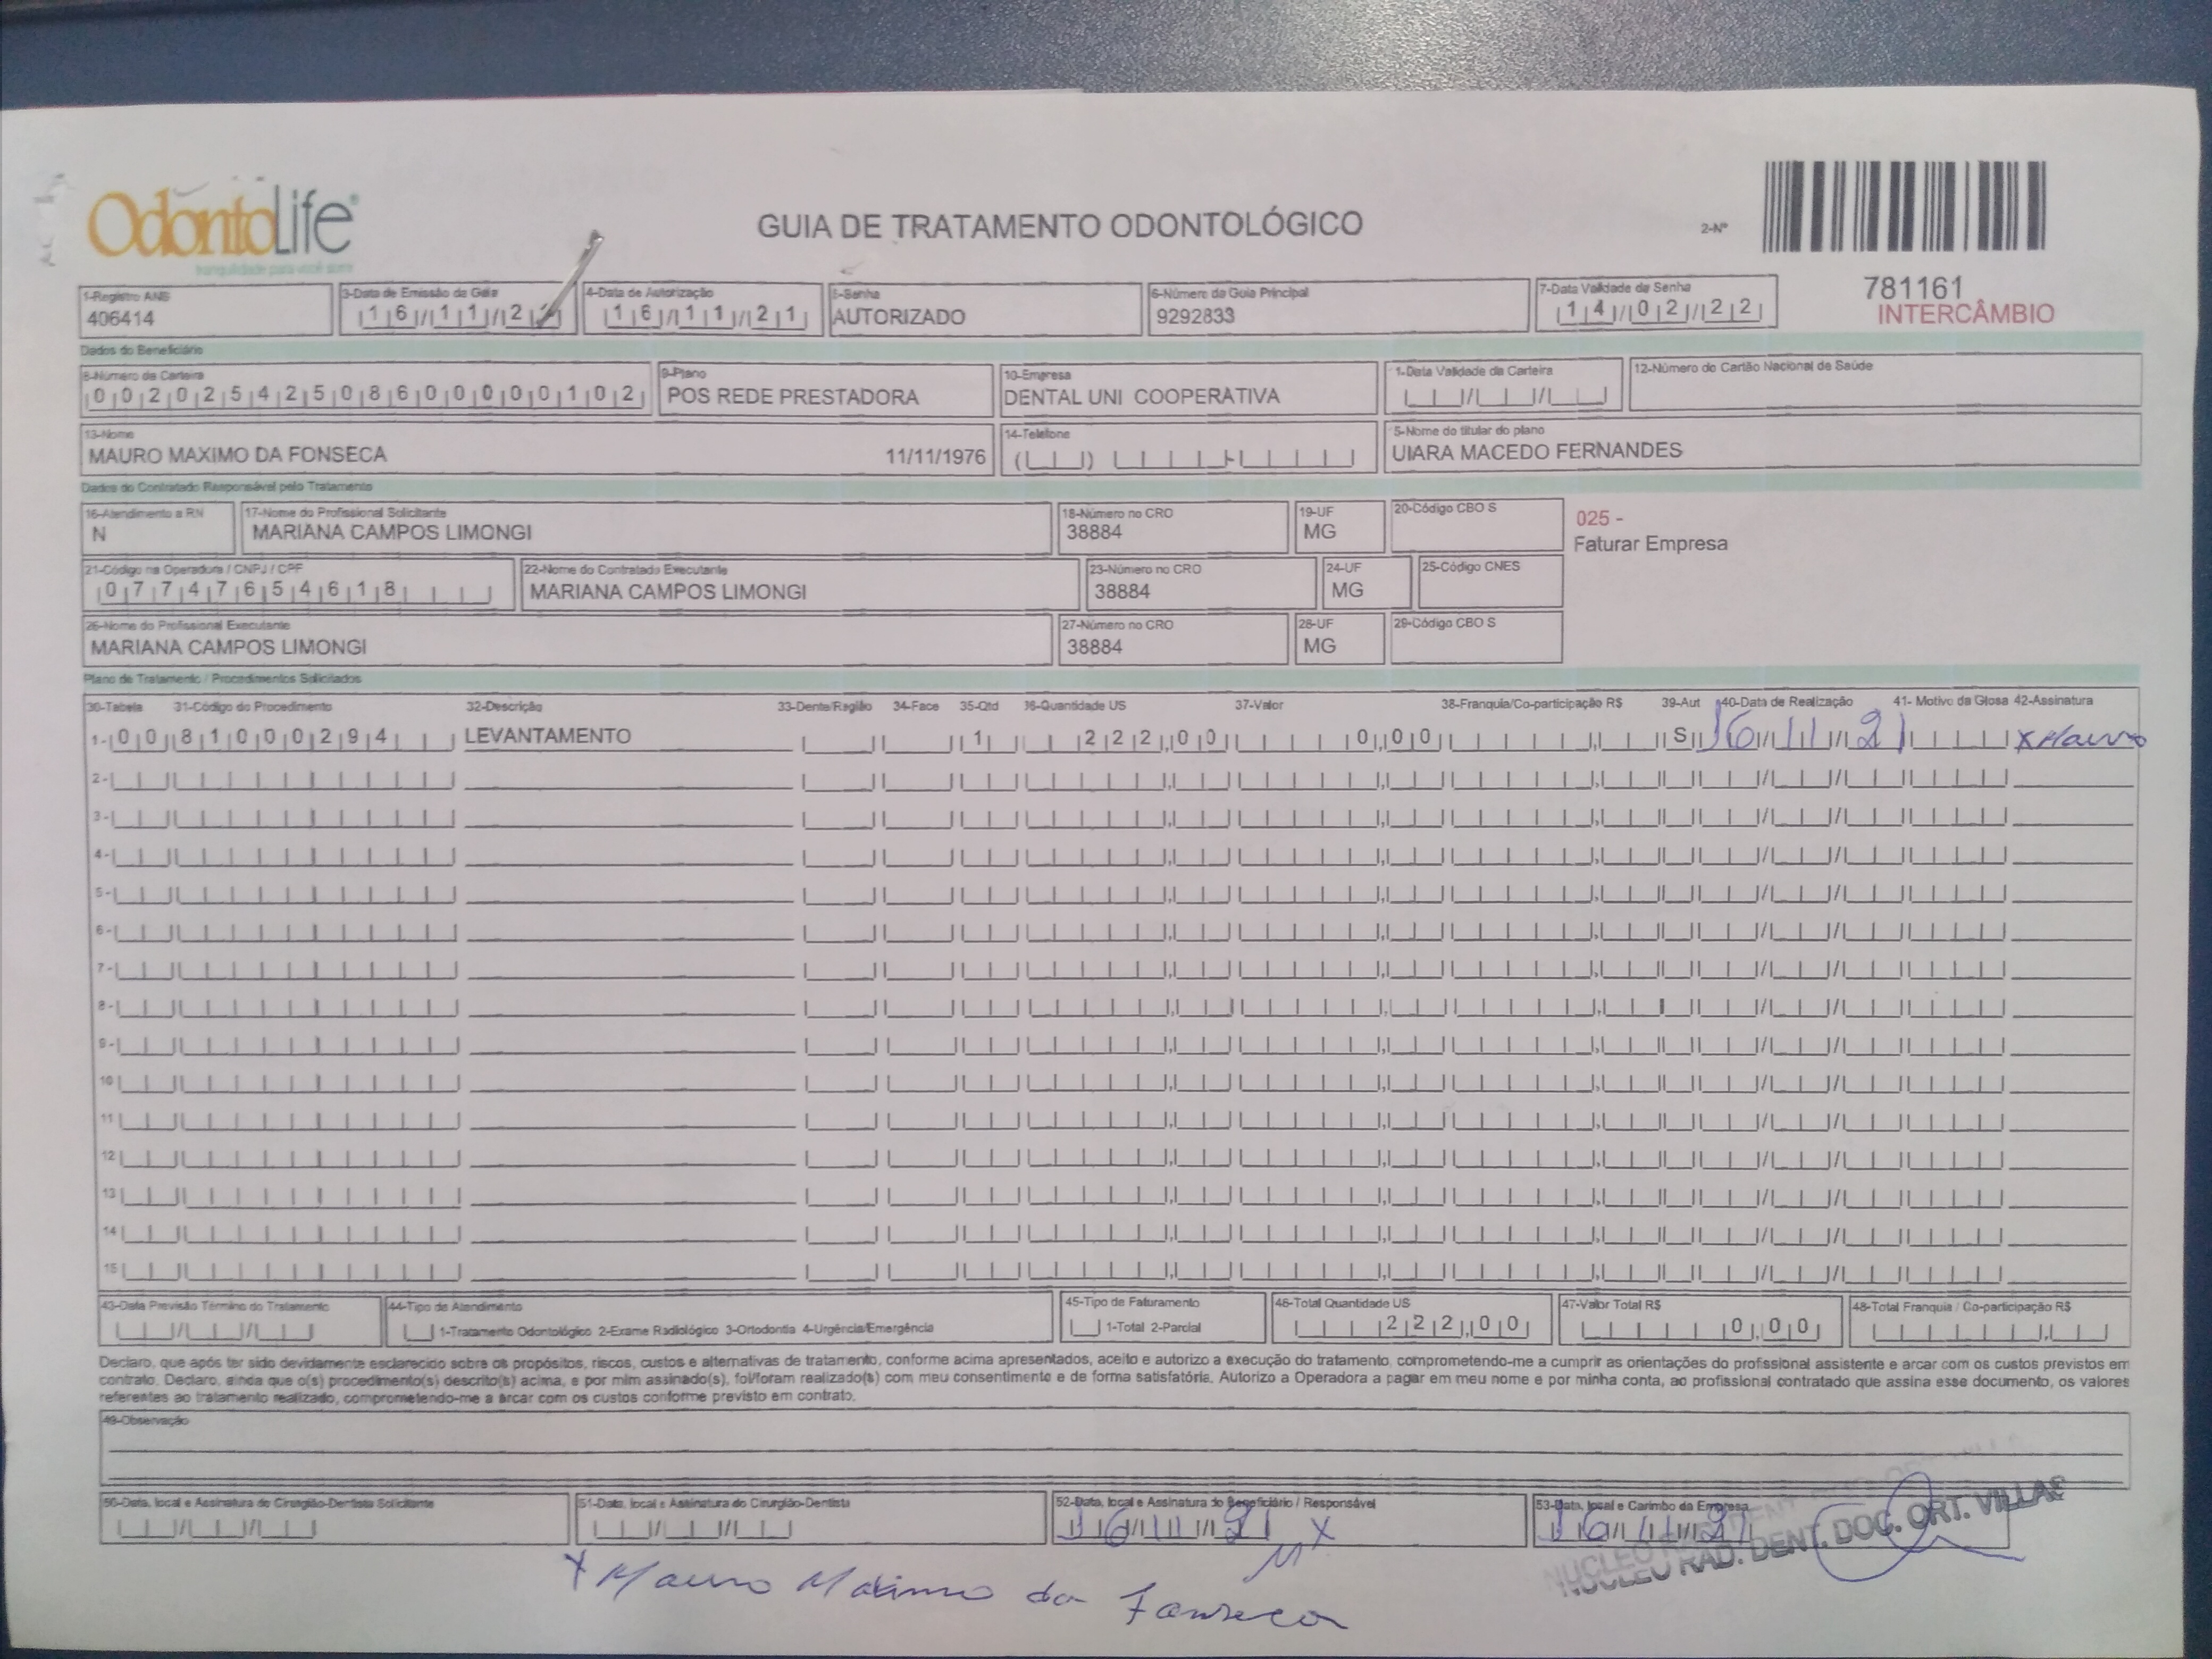 OdontoLife®
tranquilidade para você sorrir
GUIA DE TRATAMENTO ODONTOLÓGICO
2-Nº
781161
INTERCÂMBIO
1-Registro ANS
406414
3-Data de Emissão da Guia
16/11/2
4-Data de Autorização
16/11/21
5-Senha
AUTORIZADO
6-Número da Guia Principal
9292833
7-Data Validade da Senha
14/02/22
Dados do Beneficiário
8-Número da Carteira
00202542508600000102
9-Plano
POS REDE PRESTADORA
10-Empresa
DENTAL UNI COOPERATIVA
1-Data Validade da Carteira
12-Número do Cartão Nacional de Saúde
13-Nome
MAURO MAXIMO DA FONSECA 11/11/1976
14-Telefone
5-Nome do titular do plano
UIARA MACEDO FERNANDES
Dados do Contratado Responsável pelo Tratamento
16-Atendimento a RN
N
17-Nome do Profissional Solicitante
MARIANA CAMPOS LIMONGI
18-Número no CRO
38884
19-UF
MG
20-Código CBO S
025 -
Faturar Empresa
21-Código na Operadora / CNPJ / CPF
07747654618
22-Nome do Contratado Executante
MARIANA CAMPOS LIMONGI
23-Número no CRO
38884
24-UF
MG
25-Código CNES
26-Nome do Profissional Executante
MARIANA CAMPOS LIMONGI
27-Número no CRO
38884
28-UF
MG
29-Código CBO S
Plano de Tratamento / Procedimentos Solicitados
30-Tabela 31-Código do Procedimento 32-Descrição 33-Dente/Região 34-Face 35-Qtd 36-Quantidade US 37-Valor 38-Franquia/Co-participação R$ 39-Aut 40-Data de Realização 41- Motivo da Glosa 42-Assinatura
1- 00 81000294 LEVANTAMENTO 1 222,00 0,00 S 16/11/21 x Mauro
2-
3-
4-
5-
6-
7-
8-
9-
10
11
12
13
14
15
43-Data Previsão Término do Tratamento
44-Tipo de Atendimento
1-Tratamento Odontológico 2-Exame Radiológico 3-Ortodontia 4-Urgência/Emergência
45-Tipo de Faturamento
1-Total 2-Parcial
46-Total Quantidade US
222,00
47-Valor Total R$
0,00
48-Total Franquia / Co-participação R$
Declaro, que após ter sido devidamente esclarecido sobre os propósitos, riscos, custos e alternativas de tratamento, conforme acima apresentados, aceito e autorizo a execução do tratamento, comprometendo-me a cumprir as orientações do profissional assistente e arcar com os custos previstos em
contrato. Declaro, ainda que o(s) procedimento(s) descrito(s) acima, e por mim assinado(s), foi/foram realizado(s) com meu consentimento e de forma satisfatória. Autorizo a Operadora a pagar em meu nome e por minha conta, ao profissional contratado que assina esse documento, os valores
referentes ao tratamento realizado, comprometendo-me a arcar com os custos conforme previsto em contrato.
49-Observação
50-Data, local e Assinatura do Cirurgião-Dentista Solicitante
51-Data, local e Assinatura do Cirurgião-Dentista
52-Data, local e Assinatura do Beneficiário / Responsável
16/11/21 x
53-Data, local e Carimbo da Empresa
16/11/21
NUCLEO RAD. DENT. DOC. ORT. VILLAS
x Mauro Maximo da Fonseca